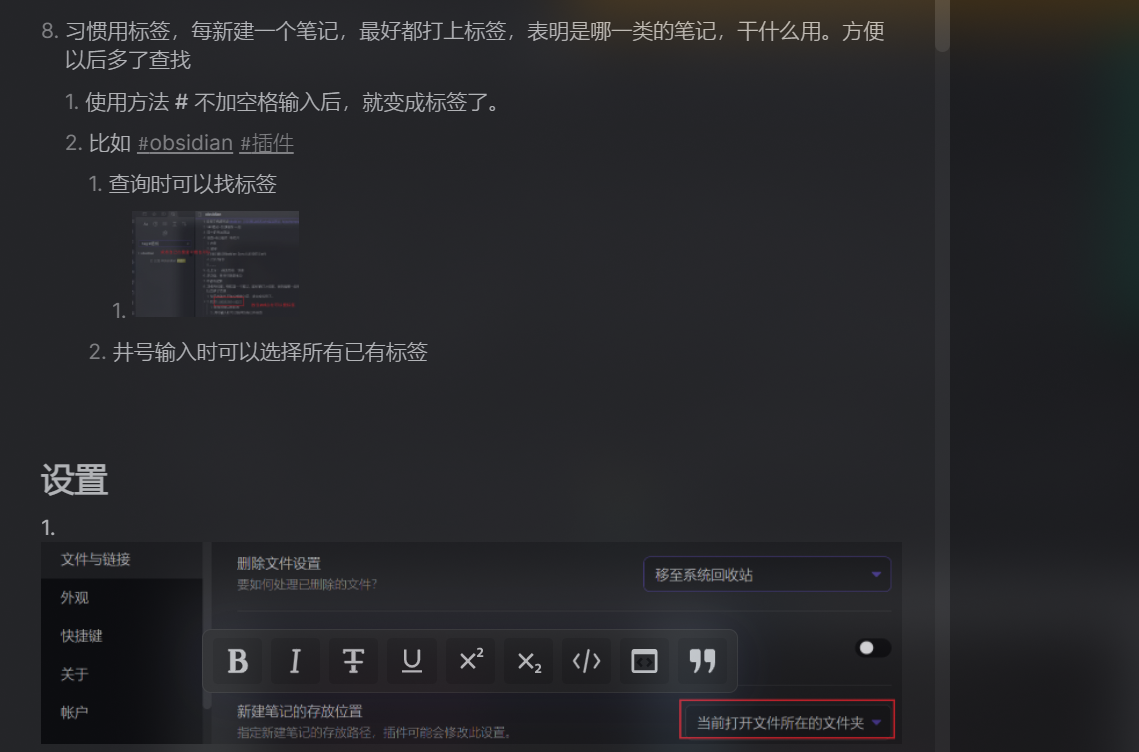 8. 习惯用标签，每新建一个笔记，最好都打上标签，表明是哪一类的笔记，干什么用。方便
以后多了查找
1. 使用方法 # 不加空格输入后，就变成标签了。
2. 比如 #obsidian #插件
1. 查询时可以找标签
1.
2. 井号输入时可以选择所有已有标签
设置
1.
文件与链接
删除文件设置
要如何处理已删除的文件?
移至系统回收站
外观
快捷键
B I T U ×² ×₂ </>
关于
帐户
新建笔记的存放位置
指定新建笔记的存放路径，插件可能会修改此设置。
当前打开文件所在的文件夹